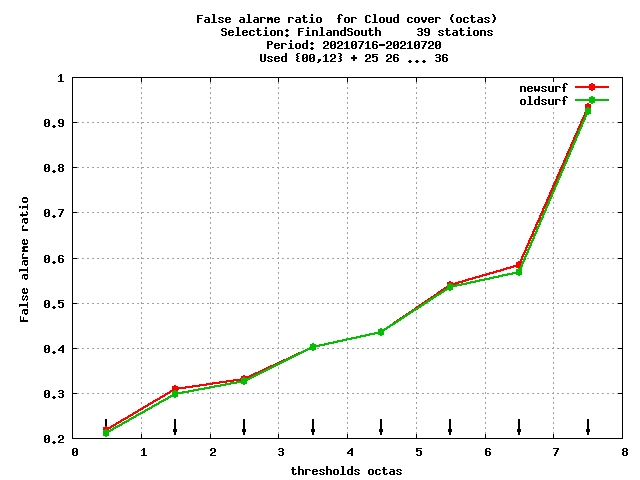 False alarme ratio  for Cloud cover (octas)
Selection: FinlandSouth     39 stations
Period: 20210716-20210720
Used {00,12} + 25 26 ... 36
newsurf
oldsurf
1
0.9
0.8
0.7
0.6
0.5
0.4
0.3
0.2
False alarme ratio
0 1 2 3 4 5 6 7 8
thresholds octas